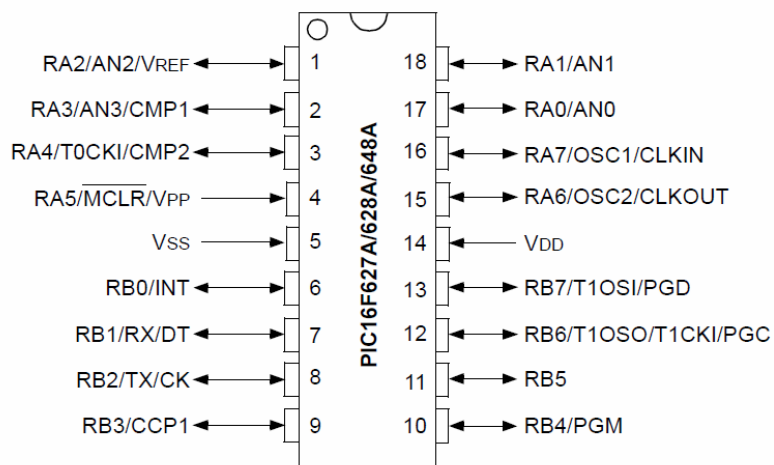 RA2/AN2/VREF 1 18 RA1/AN1
RA3/AN3/CMP1 2 17 RA0/AN0
RA4/T0CKI/CMP2 3 16 RA7/OSC1/CLKIN
RA5/MCLR/VPP 4 15 RA6/OSC2/CLKOUT
VSS 5 14 VDD
RB0/INT 6 13 RB7/T1OSI/PGD
RB1/RX/DT 7 12 RB6/T1OSO/T1CKI/PGC
RB2/TX/CK 8 11 RB5
RB3/CCP1 9 10 RB4/PGM
PIC16F627A/628A/648A